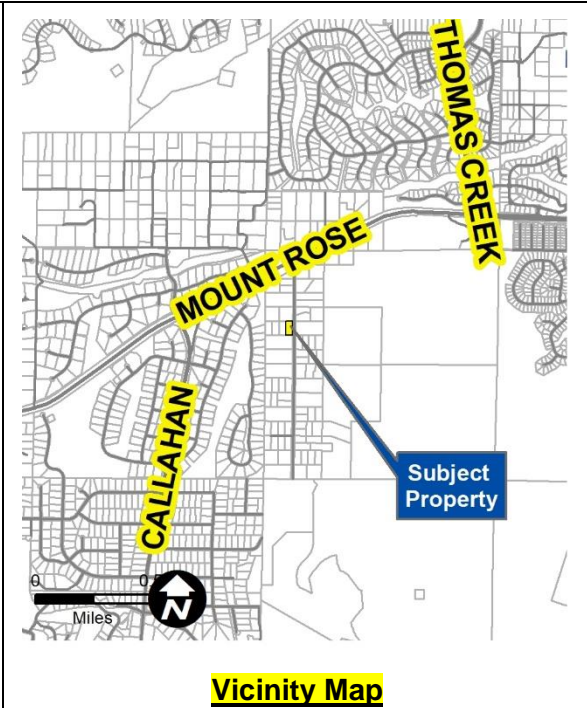 THOMAS CREEK
MOUNT ROSE
CALLAHAN
Subject
Property
0
Miles
N
Vicinity Map